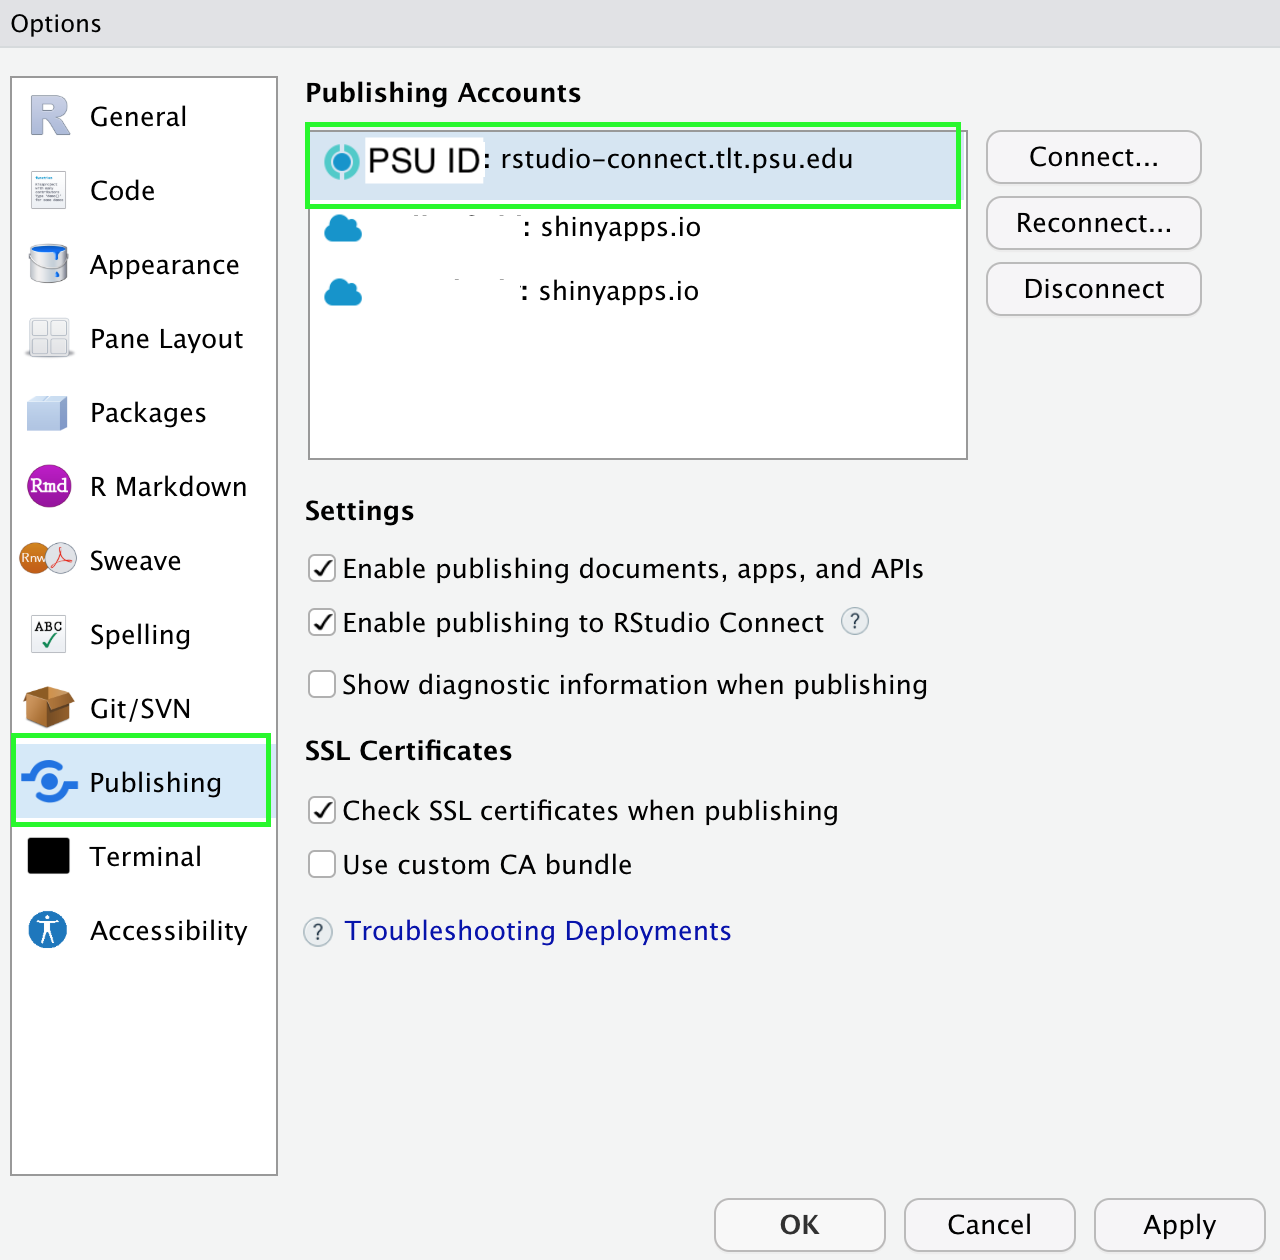 Options
General
Code
Appearance
Pane Layout
Packages
Rmd
R Markdown
Rnw
Sweave
ABC
Spelling
Git/SVN
Publishing
Terminal
Accessibility
Publishing Accounts
PSU ID: rstudio-connect.tlt.psu.edu
: shinyapps.io
: shinyapps.io
Connect...
Reconnect...
Disconnect
Settings
Enable publishing documents, apps, and APIs
Enable publishing to RStudio Connect ?
Show diagnostic information when publishing
SSL Certificates
Check SSL certificates when publishing
Use custom CA bundle
? Troubleshooting Deployments
OK
Cancel
Apply